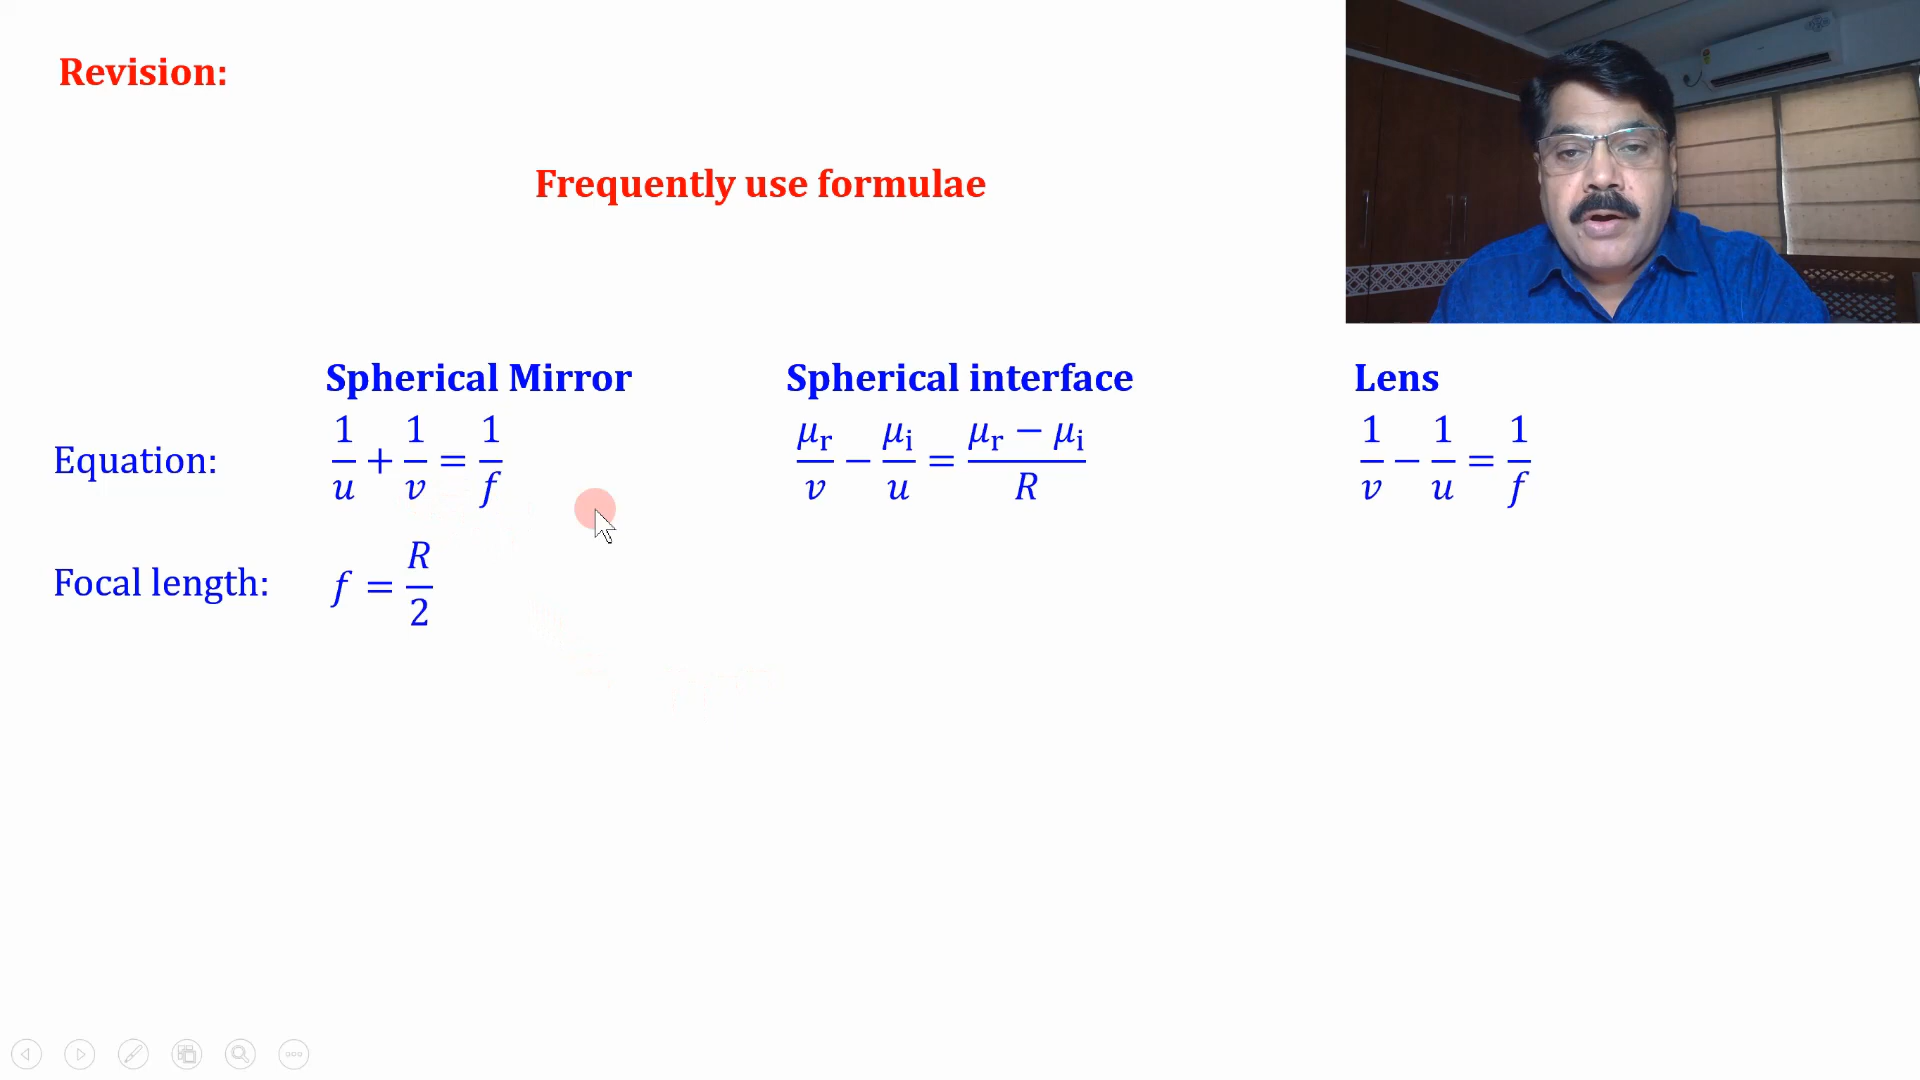 Revision:
Frequently use formulae
Spherical Mirror Spherical interface Lens
Equation: 1/u + 1/v = 1/f μr/v − μi/u = (μr − μi)/R 1/v − 1/u = 1/f
Focal length: f = R/2